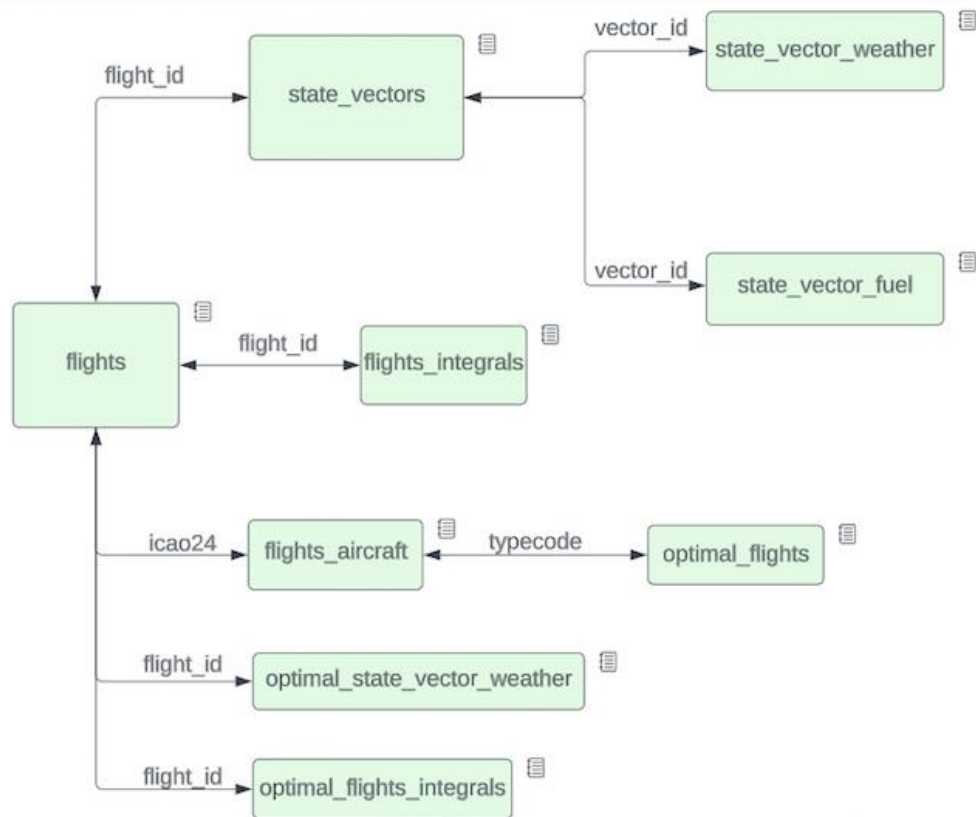 vector_id
state_vector_weather
flight_id
state_vectors
vector_id
state_vector_fuel
flights
flight_id
flights_integrals
icao24
flights_aircraft
typecode
optimal_flights
flight_id
optimal_state_vector_weather
flight_id
optimal_flights_integrals